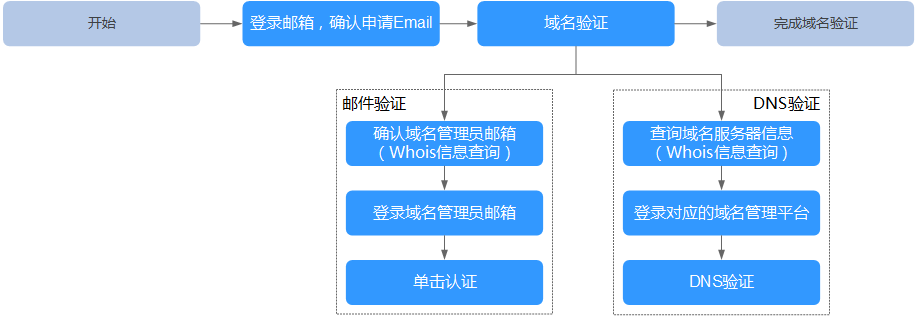 开始
登录邮箱，确认申请Email
域名验证
完成域名验证
邮件验证
确认域名管理员邮箱
（Whois信息查询）
登录域名管理员邮箱
单击认证
DNS验证
查询域名服务器信息
（Whois信息查询）
登录对应的域名管理平台
DNS验证